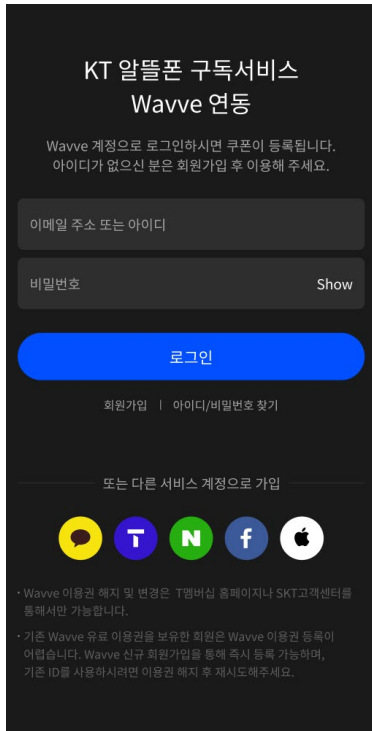 KT 알뜰폰 구독서비스
Wavve 연동
Wavve 계정으로 로그인하시면 쿠폰이 등록됩니다.
아이디가 없으신 분은 회원가입 후 이용해 주세요.
이메일 주소 또는 아이디
비밀번호 Show
로그인
회원가입 | 아이디/비밀번호 찾기
또는 다른 서비스 계정으로 가입
T N f
· Wavve 이용권 해지 및 변경은 T멤버십 홈페이지나 SKT고객센터를
통해서만 가능합니다.
· 기존 Wavve 유료 이용권을 보유한 회원은 Wavve 이용권 등록이
어렵습니다. Wavve 신규 회원가입을 통해 즉시 등록 가능하며,
기존 ID를 사용하시려면 이용권 해지 후 재시도해주세요.